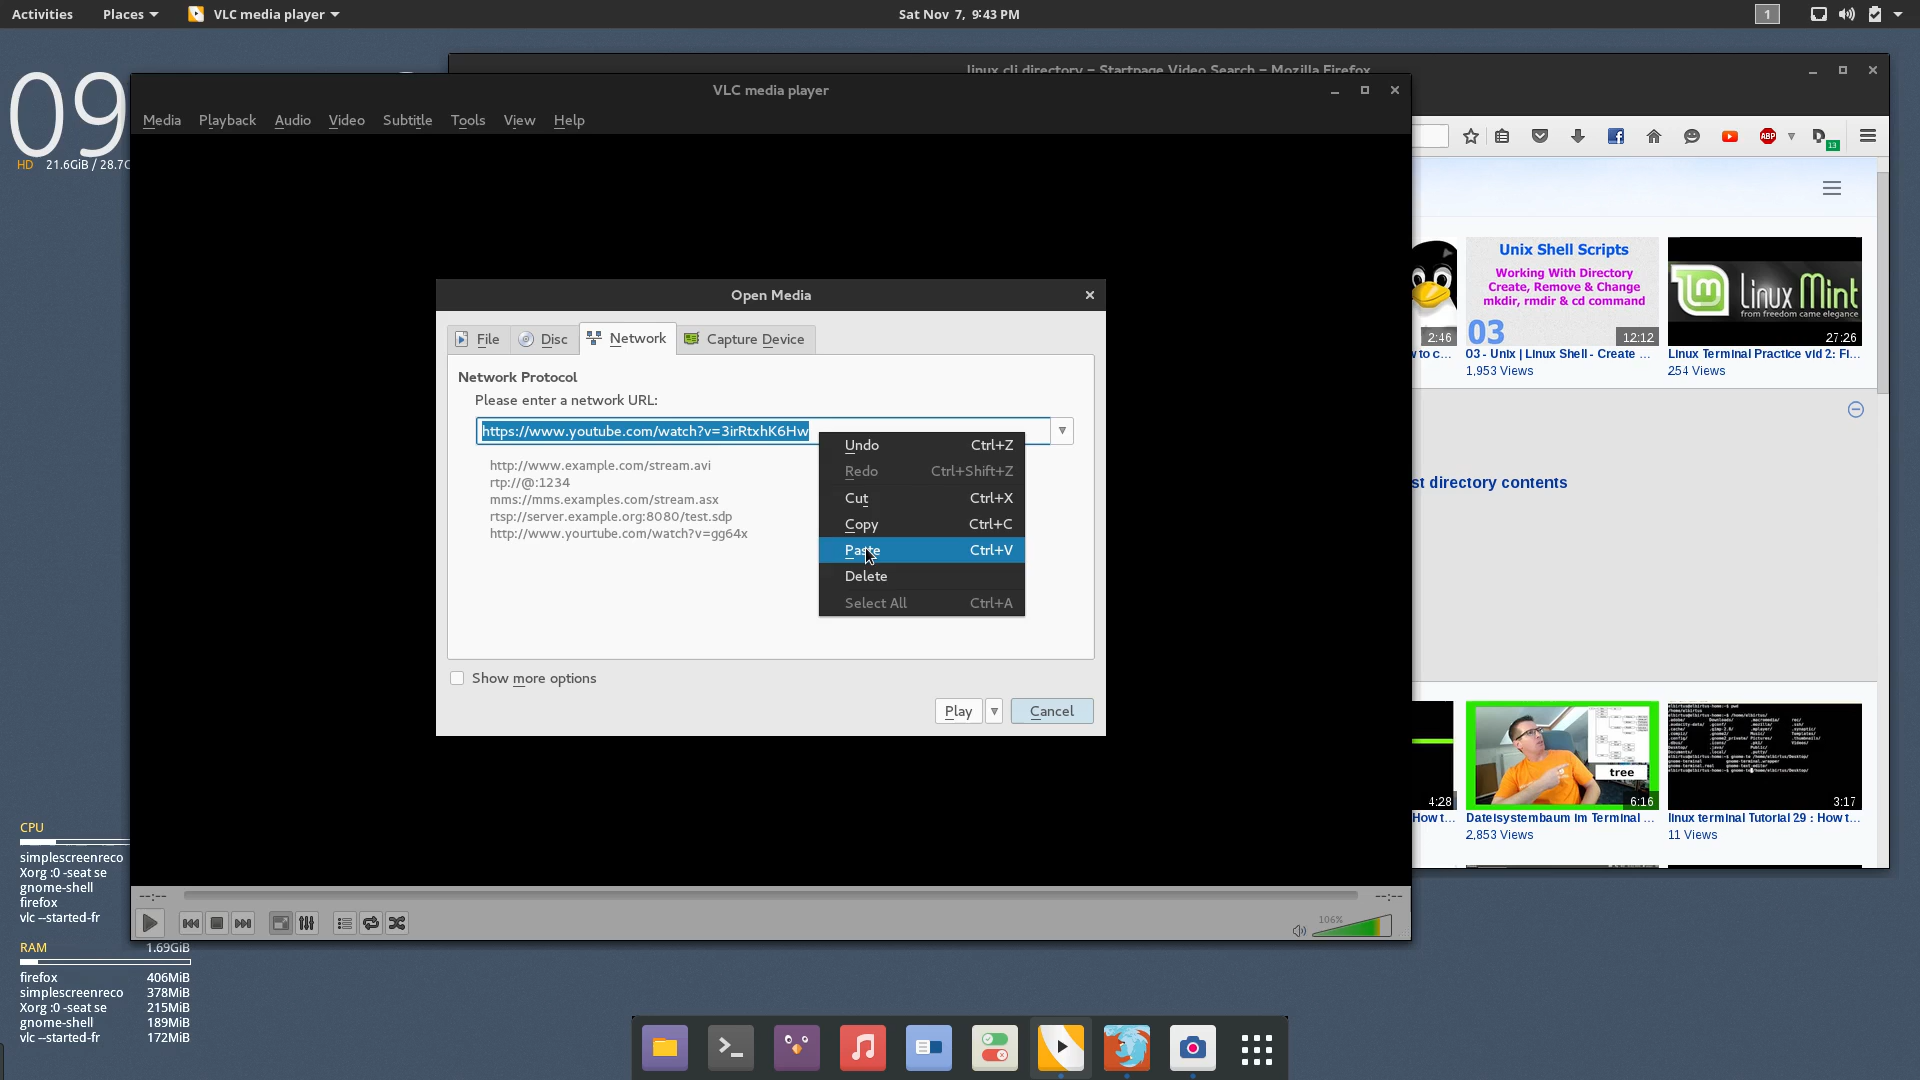 Activities
Places
VLC media player
Sat Nov 7, 9:43 PM
1
09
HD 21.6GiB / 28.7
linux cli directory – Startpage Video Search – Mozilla Firefox
VLC media player
Media Playback Audio Video Subtitle Tools View Help
ABP
13
Open Media
File
Disc
Network
Capture Device
Network Protocol
Please enter a network URL:
https://www.youtube.com/watch?v=3irRtxhK6Hw
http://www.example.com/stream.avi
rtp://@:1234
mms://mms.examples.com/stream.asx
rtsp://server.example.org:8080/test.sdp
http://www.yourtube.com/watch?v=gg64x
Undo Ctrl+Z
Redo Ctrl+Shift+Z
Cut Ctrl+X
Copy Ctrl+C
Paste Ctrl+V
Delete
Select All Ctrl+A
Show more options
Play
Cancel
Unix Shell Scripts
Working With Directory
Create, Remove & Change
mkdir, rmdir & cd command
03
2:46
12:12
Linux Mint
from freedom came elegance
27:26
to c...
03 - Unix | Linux Shell - Create ...
1,953 Views
Linux Terminal Practice vid 2: Fi...
254 Views
st directory contents
4:28
tree
6:16
3:17
How t...
Dateisystembaum im Terminal ...
2,853 Views
linux terminal Tutorial 29 : How t...
11 Views
--:--
--:--
106%
CPU
simplescreenreco
Xorg :0 -seat se
gnome-shell
firefox
vlc --started-fr
RAM 1.69GiB
firefox 406MiB
simplescreenreco 378MiB
Xorg :0 -seat se 215MiB
gnome-shell 189MiB
vlc --started-fr 172MiB